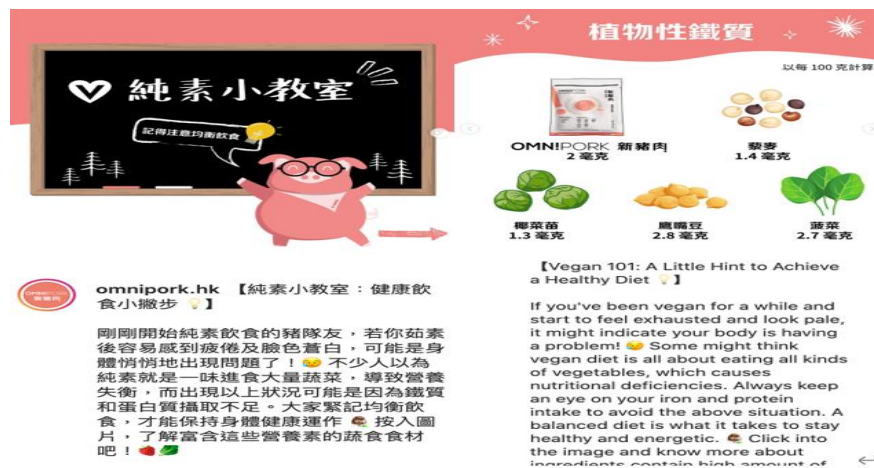 純素小教室
記得注意均衡飲食
omnipork.hk 【純素小教室：健康飲
食小撇步 💡】
剛剛開始純素飲食的豬隊友，若你茹素
後容易感到疲倦及臉色蒼白，可能是身
體悄悄地出現問題了！😢 不少人以為
純素就是一味進食大量蔬菜，導致營養
失衡，而出現以上狀況可能是因為鐵質
和蛋白質攝取不足。大家緊記均衡飲
食，才能保持身體健康運作 按入圖
片，了解富含這些營養素的蔬食食材
吧！🍓🥬
植物性鐵質
以每 100 克計算
OMN!PORK 新豬肉
2 毫克
藜麥
1.4 毫克
椰菜苗
1.3 毫克
鷹嘴豆
2.8 毫克
菠菜
2.7 毫克
【Vegan 101: A Little Hint to Achieve
a Healthy Diet 💡】
If you've been vegan for a while and
start to feel exhausted and look pale,
it might indicate your body is having
a problem! 😢 Some might think
vegan diet is all about eating all kinds
of vegetables, which causes
nutritional deficiencies. Always keep
an eye on your iron and protein
intake to avoid the above situation. A
balanced diet is what it takes to stay
healthy and energetic. Click into
the image and know more about
ingredients contain high amount of